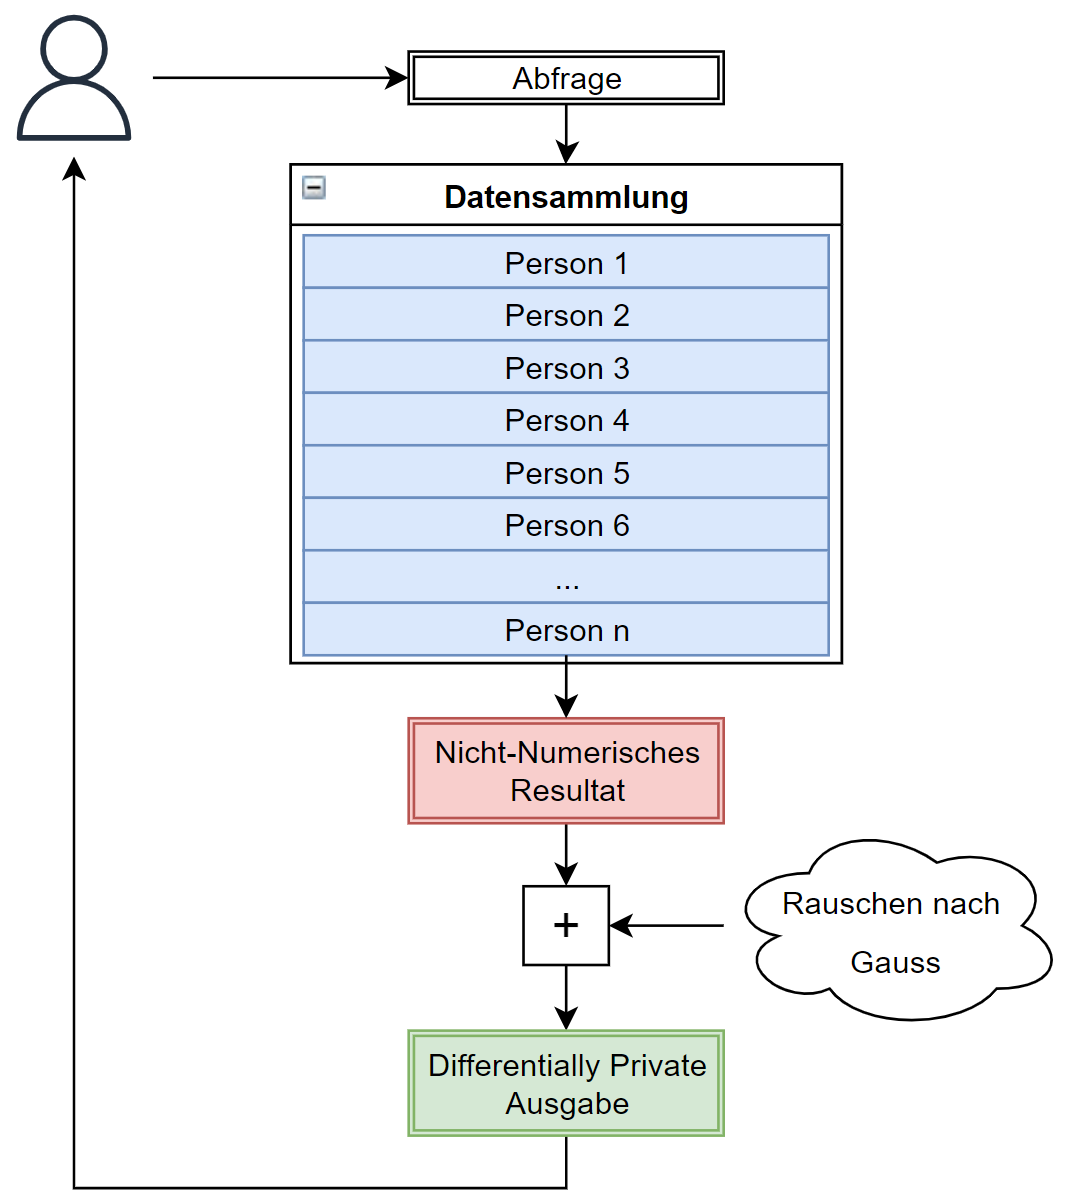 Abfrage
Datensammlung
Person 1
Person 2
Person 3
Person 4
Person 5
Person 6
...
Person n
Nicht-Numerisches
Resultat
+
Rauschen nach
Gauss
Differentially Private
Ausgabe